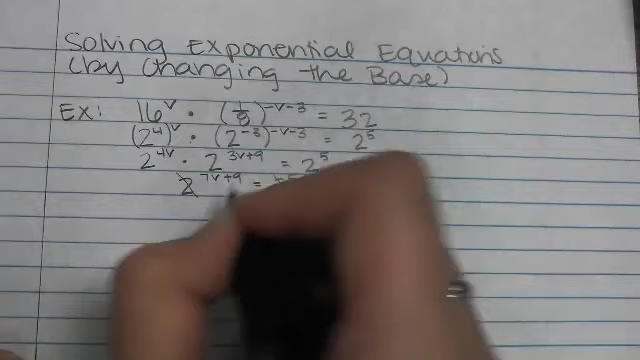 Solving Exponential Equations
(by Changing the Base)
Ex: 16^v · (1/8)^-v-3 = 32
(2^4)^v · (2^-3)^-v-3 = 2^5
2^4v · 2^3v+9 = 2^5
2^7v+9 =